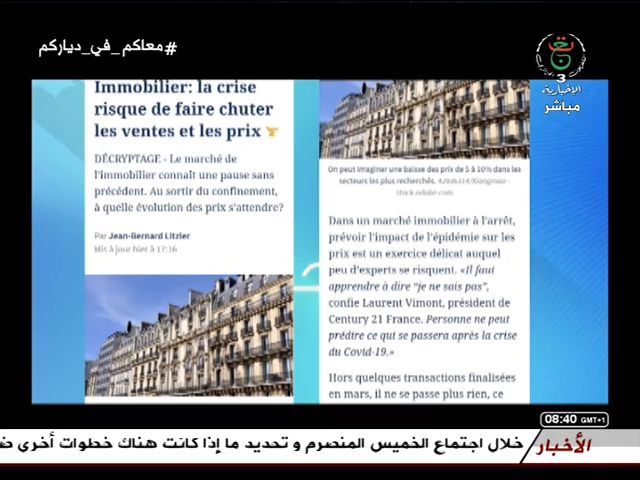 #معاكم_في_دياركم
3
الإخبارية
مباشر
Immobilier: la crise
risque de faire chuter
les ventes et les prix
DÉCRYPTAGE - Le marché de
l'immobilier connaît une pause sans
précédent. Au sortir du confinement,
à quelle évolution des prix s'attendre?
Par Jean-Bernard Litzler
Mis à jour hier à 17:16
On peut imaginer une baisse des prix de 5 à 10% dans les
secteurs les plus recherchés.
stock.adobe.com
Dans un marché immobilier à l'arrêt,
prévoir l'impact de l'épidémie sur les
prix est un exercice délicat auquel
peu d'experts se risquent. «Il faut
apprendre à dire “je ne sais pas”,
confie Laurent Vimont, président de
Century 21 France. Personne ne peut
prédire ce qui se passera après la crise
du Covid-19.»
Hors quelques transactions finalisées
en mars, il ne se passe plus rien, ce
08:40 GMT+1
الأخبار
خلال اجتماع الخميس المنصرم و تحديد ما إذا كانت هناك خطوات أخرى ض